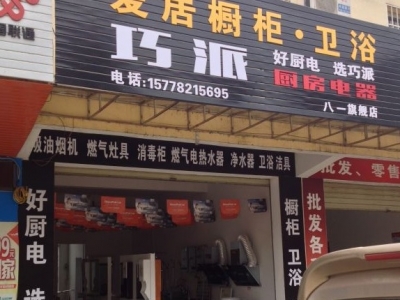 爱居橱柜·卫浴
巧派
好厨电 选巧派
厨房电器
电话:15778215695
八一旗舰店
吸油烟机 燃气灶具 消毒柜 燃气电热水器 净水器 卫浴洁具
批发、零售
好厨电
选
橱柜
卫浴
批发各